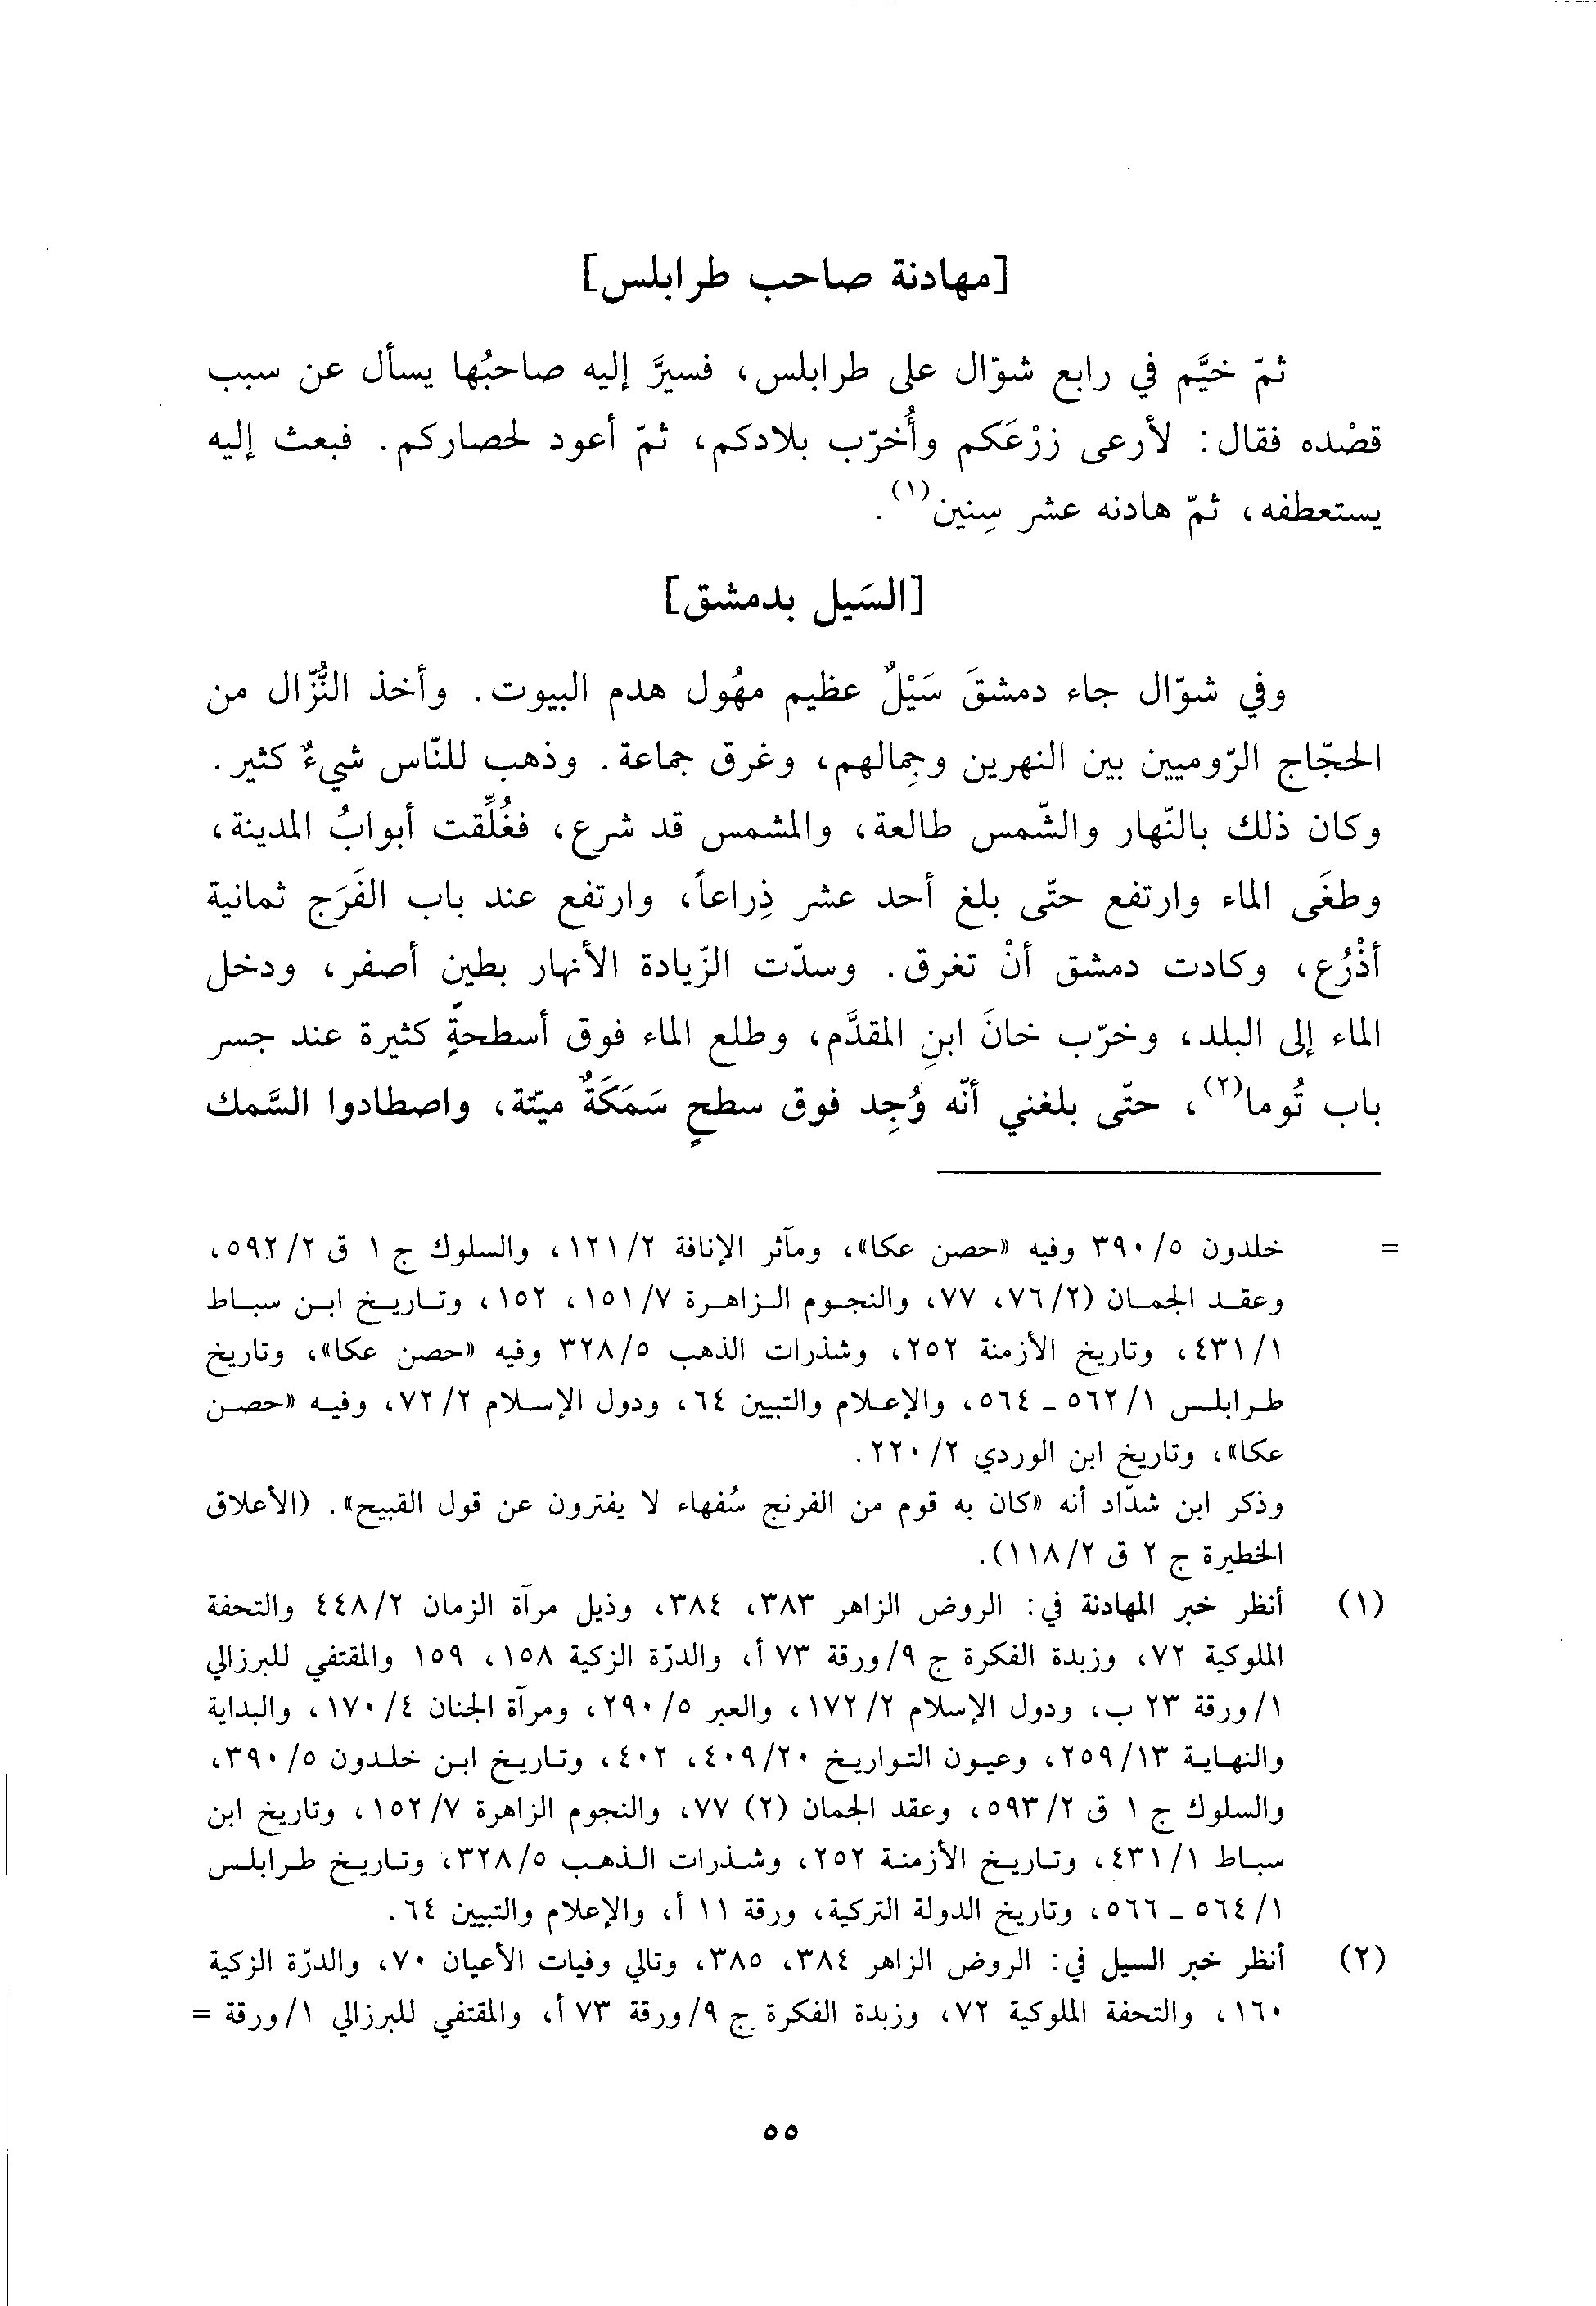 [مهادنة صاحب طرابلس]
ثمّ خيَّم في رابع شوّال على طرابلس، فسيرَّ إليه صاحبُها يسأل عن سبب
قصْده فقال: لأرعى زرْعَكم وأُخرّب بلادكم، ثمّ أعود لحصاركم. فبعث إليه
يستعطفه، ثمّ هادنه عشر سِنين(١).
[السَيل بدمشق]
وفي شوّال جاء دمشقَ سَيْلٌ عظيم مهُول هدم البيوت. وأخذ النُّزّال من
الحجّاج الرّوميين بين النهرين وجِمالهم، وغرق جماعة. وذهب للنّاس شيءٌ كثير.
وكان ذلك بالنّهار والشّمس طالعة، والمشمس قد شرع، فغُلِّقت أبوابُ المدينة،
وطغَى الماء وارتفع حتّى بلغ أحد عشر ذِراعاً، وارتفع عند باب الفَرَج ثمانية
أذْرُع، وكادت دمشق أنْ تغرق. وسدّت الزّيادة الأنهار بطين أصفر، ودخل
الماء إلى البلد، وخرّب خانَ ابنِ المقدَّم، وطلع الماء فوق أسطحةٍ كثيرة عند جسر
باب تُوما(٢)، حتّى بلغني أنّه وُجِد فوق سطحٍ سَمَكَةٌ ميّتة، واصطادوا السَّمك
= خلدون ٥/٣٩٠ وفيه «حصن عكا»، ومآثر الإنافة ٢/١٢١، والسلوك ج ١ ق ٢/٥٩٢،
وعقد الجمان (٢/٧٦، ٧٧، والنجوم الزاهرة ٧/١٥١، ١٥٢، وتاريخ ابن سباط
١/٤٣١، وتاريخ الأزمنة ٢٥٢، وشذرات الذهب ٥/٣٢٨ وفيه «حصن عكا»، وتاريخ
طرابلس ١/٥٦٢ ـ ٥٦٤، والإعلام والتبيين ٦٤، ودول الإسلام ٢/٧٢، وفيه «حصن
عكا»، وتاريخ ابن الوردي ٢/٢٢٠.
وذكر ابن شدّاد أنه «كان به قوم من الفرنج سُفهاء لا يفترون عن قول القبيح». (الأعلاق
الخطيرة ج ٢ ق ٢/١١٨).
(١) أنظر خبر المهادنة في: الروض الزاهر ٣٨٣، ٣٨٤، وذيل مرآة الزمان ٢/٤٤٨ والتحفة
الملوكية ٧٢، وزبدة الفكرة ج ٩/ورقة ٧٣ أ، والدرّة الزكية ١٥٨، ١٥٩ والمقتفي للبرزالي
١/ورقة ٢٣ ب، ودول الإسلام ٢/١٧٢، والعبر ٥/٢٩٠، ومرآة الجنان ٤/١٧٠، والبداية
والنهاية ١٣/٢٥٩، وعيون التواريخ ٢٠/٤٠٩، ٤٠٢، وتاريخ ابن خلدون ٥/٣٩٠،
والسلوك ج ١ ق ٢/٥٩٣، وعقد الجمان (٢) ٧٧، والنجوم الزاهرة ٧/١٥٢، وتاريخ ابن
سباط ١/٤٣١، وتاريخ الأزمنة ٢٥٢، وشذرات الذهب ٥/٣٢٨، وتاريخ طرابلس
١/٥٦٤ ـ ٥٦٦، وتاريخ الدولة التركية، ورقة ١١ أ، والإعلام والتبيين ٦٤.
(٢) أنظر خبر السيل في: الروض الزاهر ٣٨٤، ٣٨٥، وتالي وفيات الأعيان ٧٠، والدرّة الزكية
١٦٠، والتحفة الملوكية ٧٢، وزبدة الفكرة ج ٩/ورقة ٧٣ أ، والمقتفي للبرزالي ١/ورقة =
٥٥